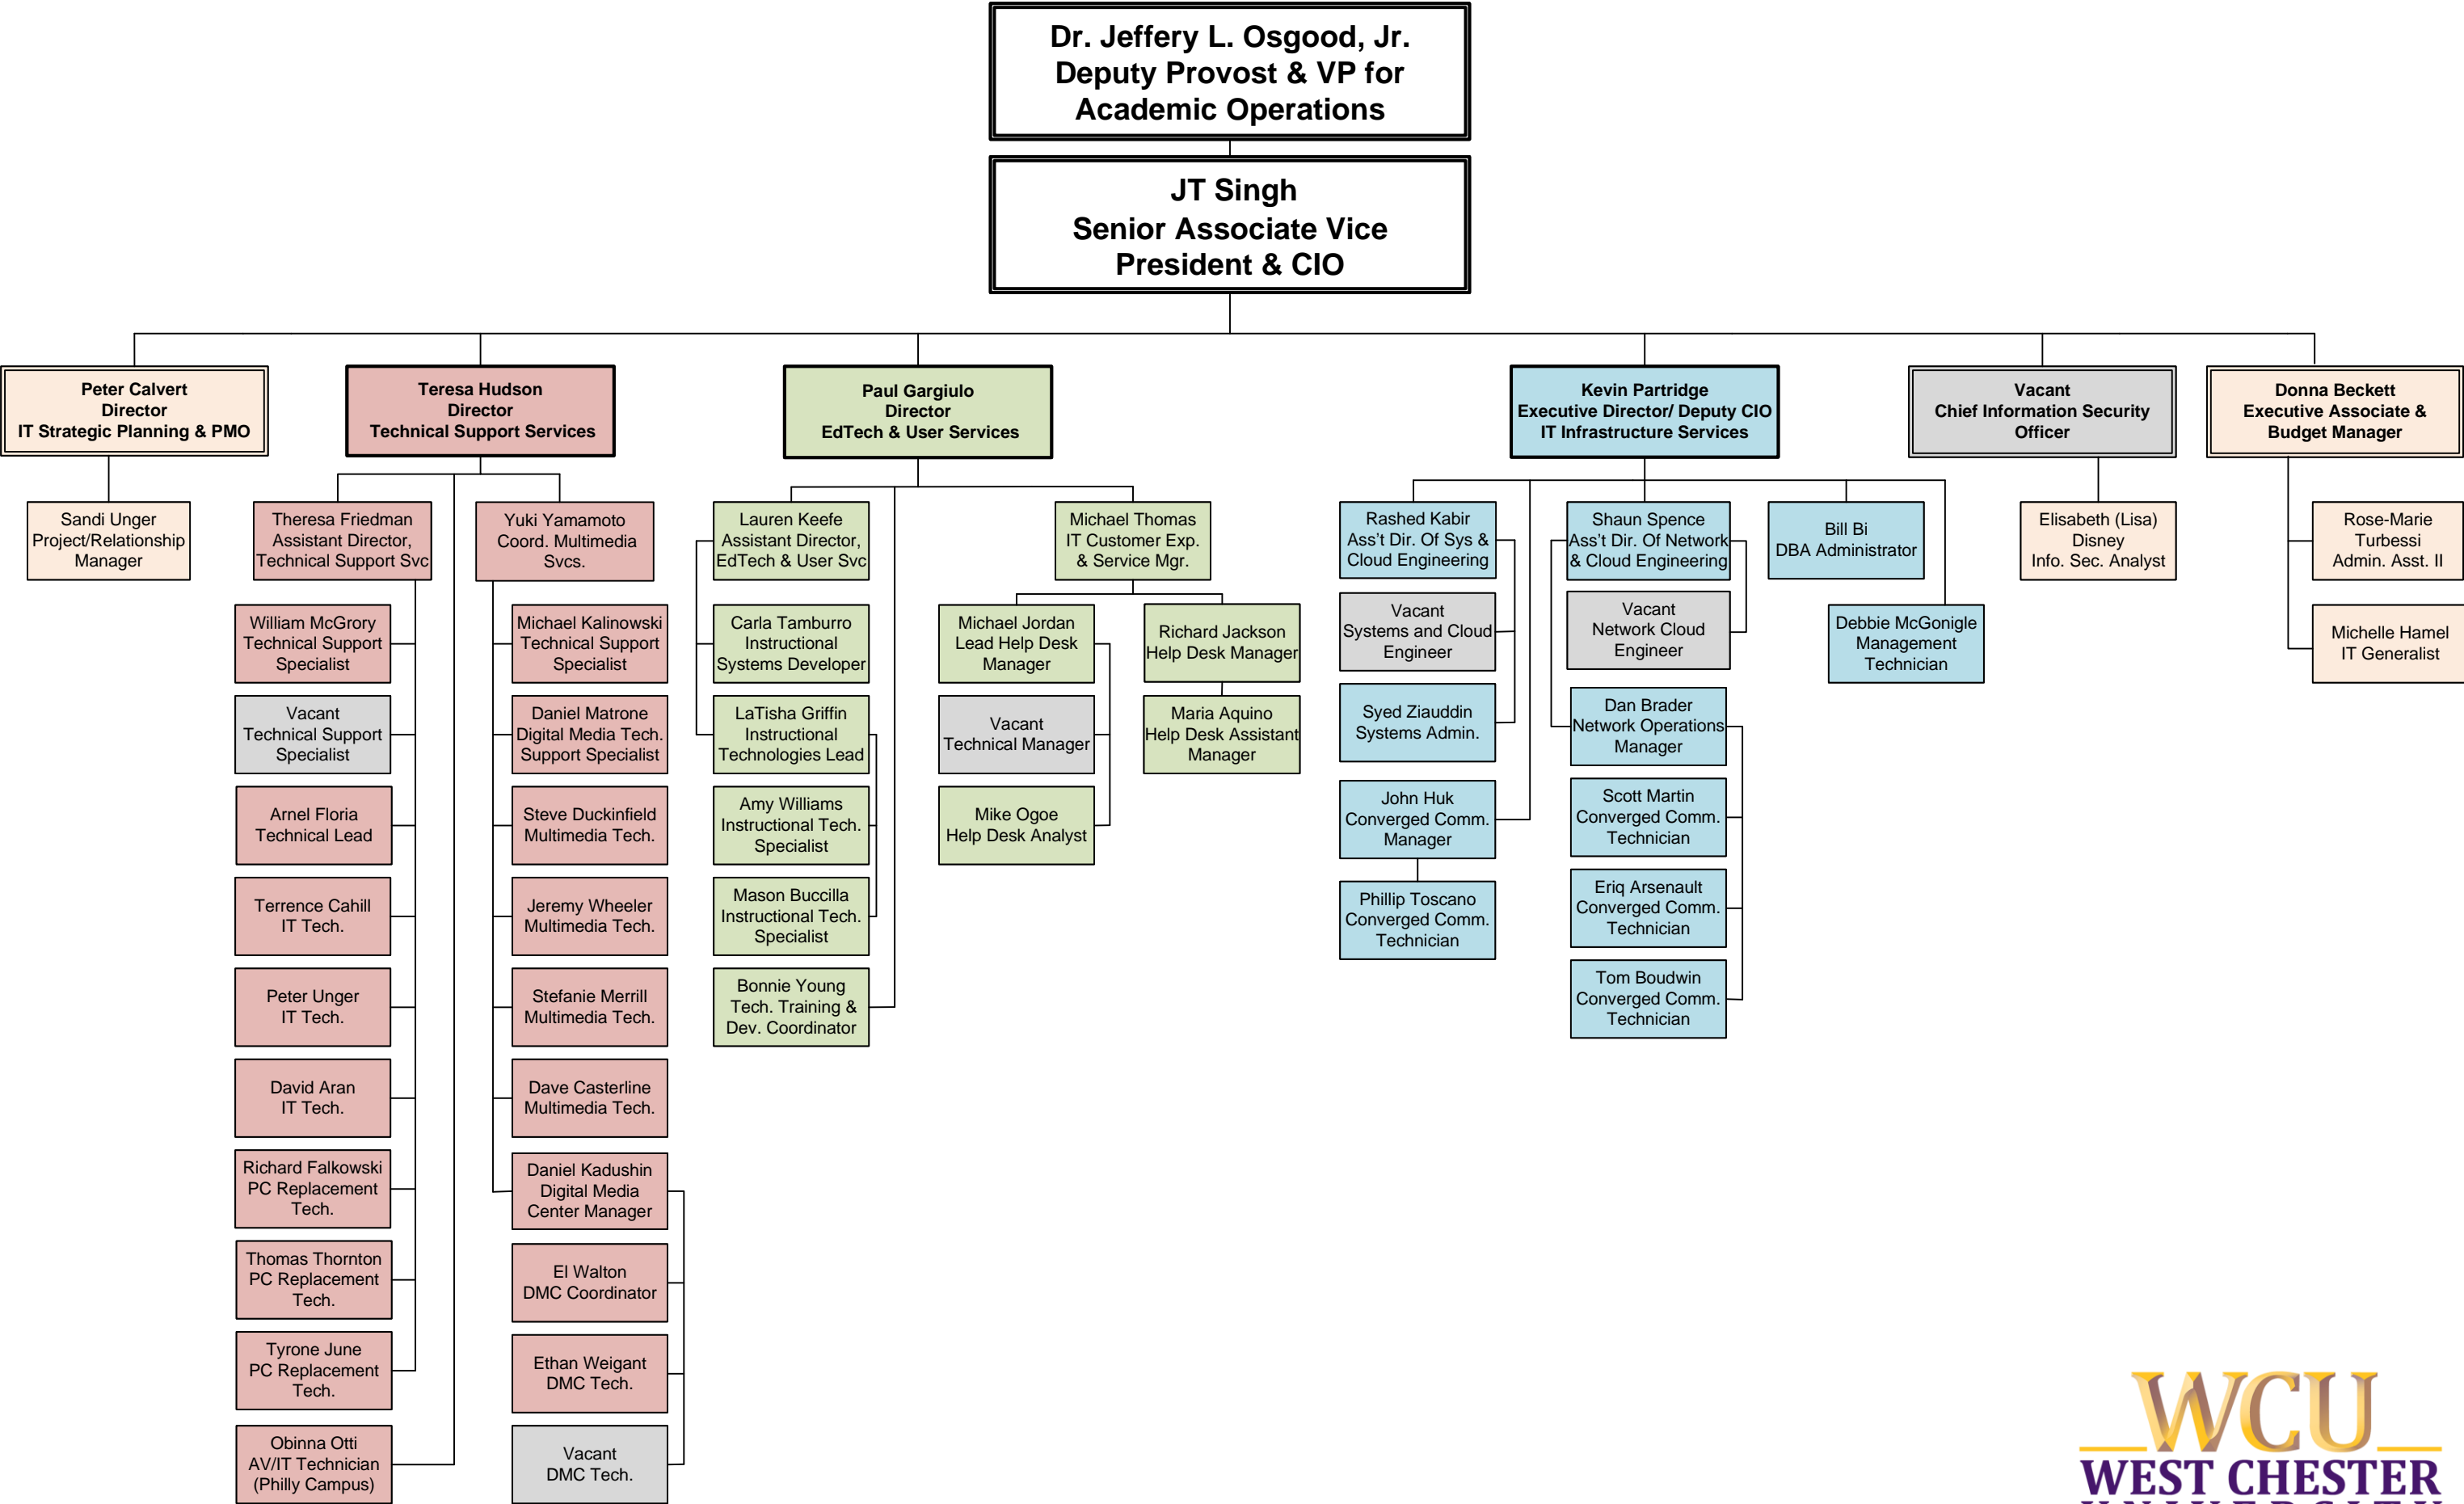 Dr. Jeffery L. Osgood, Jr.
Deputy Provost & VP for
Academic Operations
JT Singh
Senior Associate Vice
President & CIO
Peter Calvert
Director
IT Strategic Planning & PMO
Teresa Hudson
Director
Technical Support Services
Paul Gargiulo
Director
EdTech & User Services
Kevin Partridge
Executive Director/ Deputy CIO
IT Infrastructure Services
Vacant
Chief Information Security
Officer
Donna Beckett
Executive Associate &
Budget Manager
Sandi Unger
Project/Relationship
Manager
Theresa Friedman
Assistant Director,
Technical Support Svc
William McGrory
Technical Support
Specialist
Vacant
Technical Support
Specialist
Arnel Floria
Technical Lead
Terrence Cahill
IT Tech.
Peter Unger
IT Tech.
David Aran
IT Tech.
Richard Falkowski
PC Replacement
Tech.
Thomas Thornton
PC Replacement
Tech.
Tyrone June
PC Replacement
Tech.
Obinna Otti
AV/IT Technician
(Philly Campus)
Yuki Yamamoto
Coord. Multimedia
Svcs.
Michael Kalinowski
Technical Support
Specialist
Daniel Matrone
Digital Media Tech.
Support Specialist
Steve Duckinfield
Multimedia Tech.
Jeremy Wheeler
Multimedia Tech.
Stefanie Merrill
Multimedia Tech.
Dave Casterline
Multimedia Tech.
Daniel Kadushin
Digital Media
Center Manager
El Walton
DMC Coordinator
Ethan Weigant
DMC Tech.
Vacant
DMC Tech.
Lauren Keefe
Assistant Director,
EdTech & User Svc
Carla Tamburro
Instructional
Systems Developer
LaTisha Griffin
Instructional
Technologies Lead
Amy Williams
Instructional Tech.
Specialist
Mason Buccilla
Instructional Tech.
Specialist
Bonnie Young
Tech. Training &
Dev. Coordinator
Michael Thomas
IT Customer Exp.
& Service Mgr.
Michael Jordan
Lead Help Desk
Manager
Vacant
Technical Manager
Mike Ogoe
Help Desk Analyst
Richard Jackson
Help Desk Manager
Maria Aquino
Help Desk Assistant
Manager
Rashed Kabir
Ass't Dir. Of Sys &
Cloud Engineering
Vacant
Systems and Cloud
Engineer
Syed Ziauddin
Systems Admin.
John Huk
Converged Comm.
Manager
Phillip Toscano
Converged Comm.
Technician
Shaun Spence
Ass't Dir. Of Network
& Cloud Engineering
Vacant
Network Cloud
Engineer
Dan Brader
Network Operations
Manager
Scott Martin
Converged Comm.
Technician
Eriq Arsenault
Converged Comm.
Technician
Tom Boudwin
Converged Comm.
Technician
Bill Bi
DBA Administrator
Debbie McGonigle
Management
Technician
Elisabeth (Lisa)
Disney
Info. Sec. Analyst
Rose-Marie
Turbessi
Admin. Asst. II
Michelle Hamel
IT Generalist
WCU
WEST CHESTER